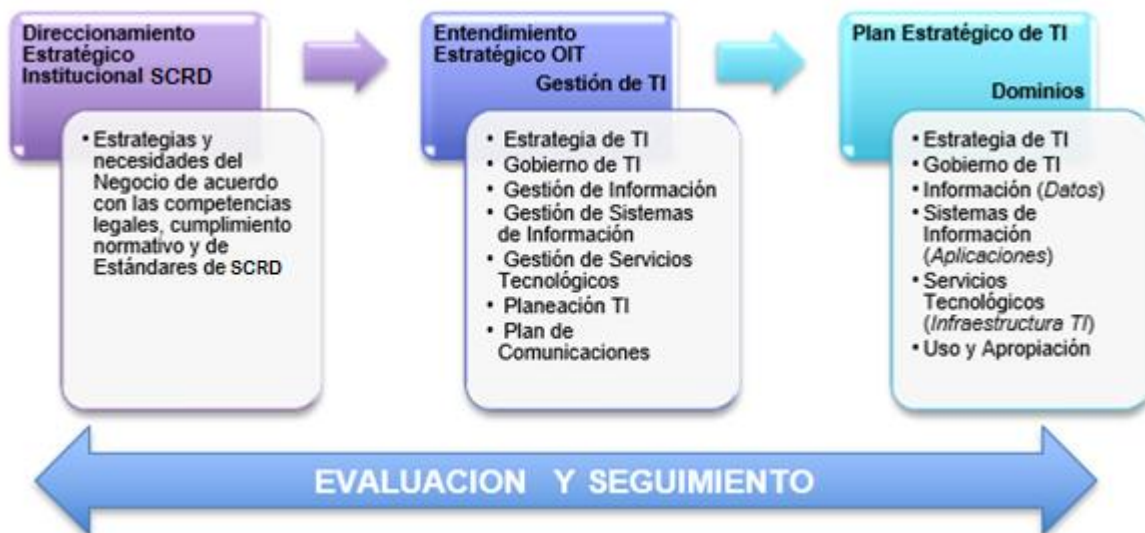 Direccionamiento
Estratégico
Institucional SCRD
• Estrategias y
necesidades del
Negocio de acuerdo
con las competencias
legales, cumplimiento
normativo y de
Estándares de SCRD
Entendimiento
Estratégico OIT
Gestión de TI
• Estrategia de TI
• Gobierno de TI
• Gestión de Información
• Gestión de Sistemas
de Información
• Gestión de Servicios
Tecnológicos
• Planeación TI
• Plan de
Comunicaciones
Plan Estratégico de TI
Dominios
• Estrategia de TI
• Gobierno de TI
• Información (Datos)
• Sistemas de
Información
(Aplicaciones)
• Servicios
Tecnológicos
(Infraestructura TI)
• Uso y Apropiación
EVALUACION Y SEGUIMIENTO